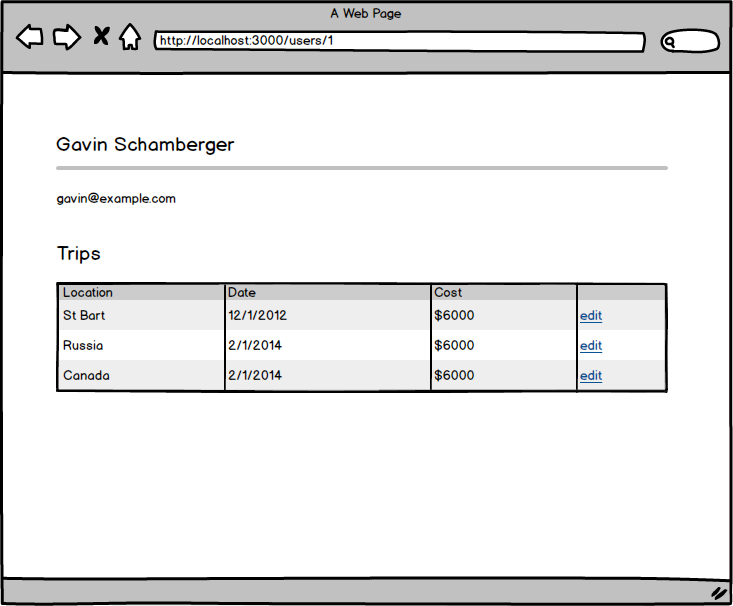 A Web Page
http://localhost:3000/users/1
Gavin Schamberger
gavin@example.com
Trips
Location Date Cost
St Bart 12/1/2012 $6000 edit
Russia 2/1/2014 $6000 edit
Canada 2/1/2014 $6000 edit